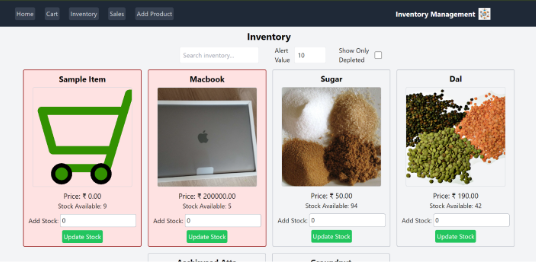 Home Cart Inventory Sales Add Product Inventory Management
Inventory
Search inventory... Alert Value 10 Show Only Depleted
Sample Item Macbook Sugar Dal
Price: ₹ 0.00 Price: ₹ 200000.00 Price: ₹ 50.00 Price: ₹ 190.00
Stock Available: 9 Stock Available: 5 Stock Available: 94 Stock Available: 42
Add Stock: 0 Add Stock: 0 Add Stock: 0 Add Stock: 0
Update Stock Update Stock Update Stock Update Stock